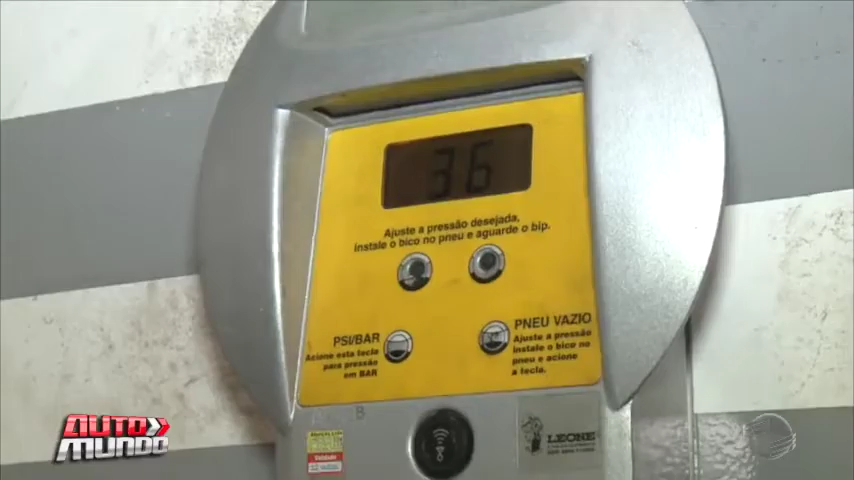 36
Ajuste a pressão desejada,
instale o bico no pneu e aguarde o bip.
PSI/BAR
Acione esta tecla
para pressão
em BAR
PNEU VAZIO
Ajuste a pressão
instale o bico no
pneu e acione
a tecla.
LEONE
AUTO
MUNDO